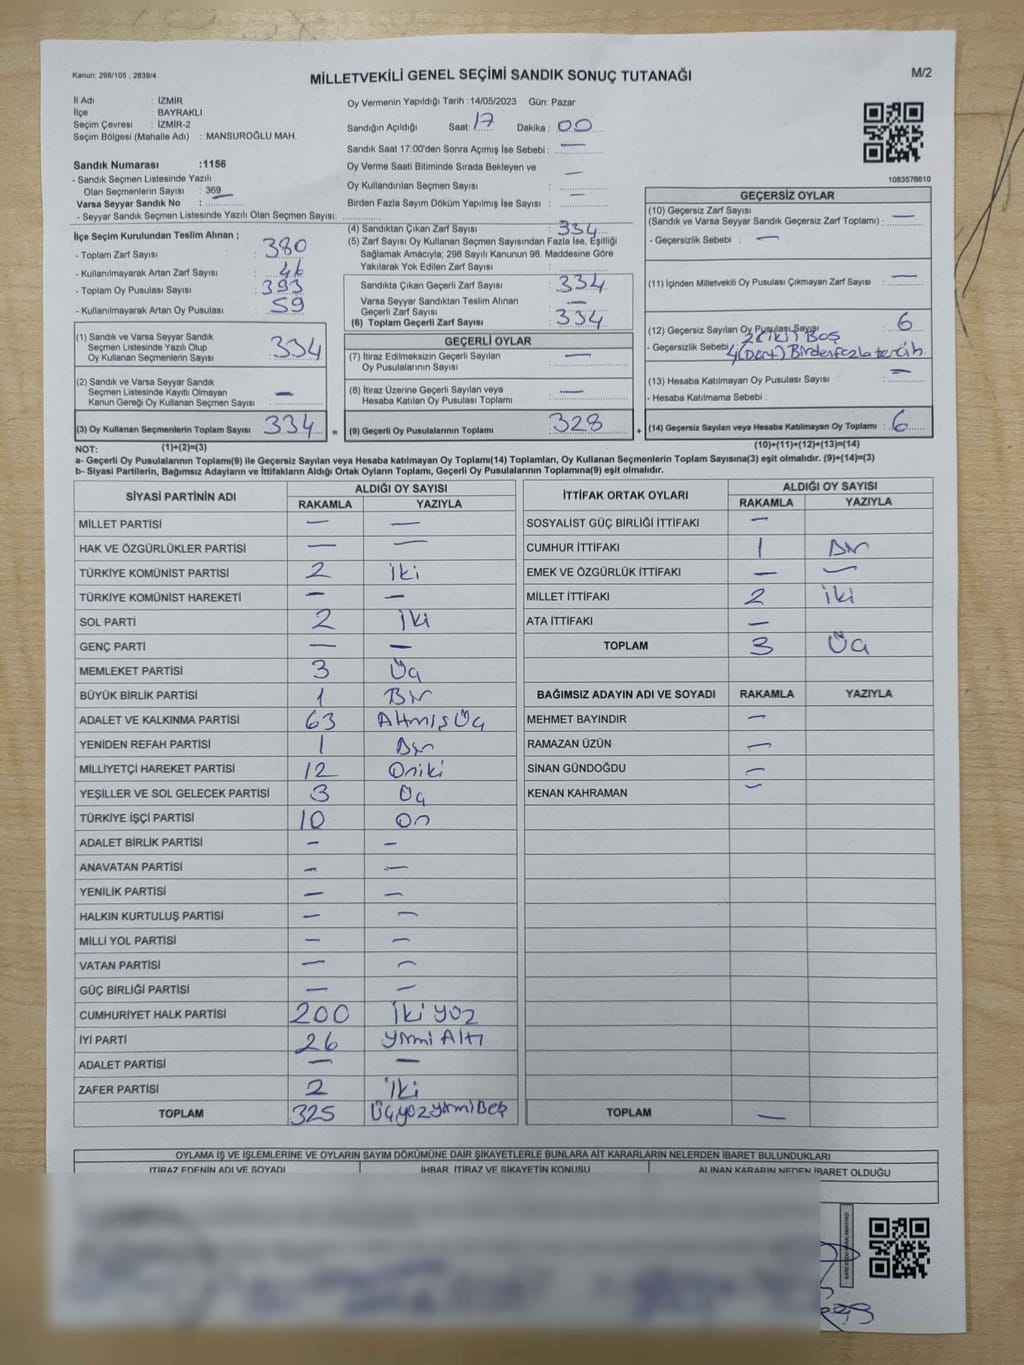 Kanun: 298/105 , 2839/4
MİLLETVEKİLİ GENEL SEÇİMİ SANDIK SONUÇ TUTANAĞI
M/2
İl Adı : İZMİR
İlçe : BAYRAKLI
Seçim Çevresi : İZMİR-2
Seçim Bölgesi (Mahalle Adı) : MANSUROĞLU MAH.
Sandık Numarası :1156
- Sandık Seçmen Listesinde Yazılı
Olan Seçmenlerin Sayısı : 369
Varsa Seyyar Sandık No :
- Seyyar Sandık Seçmen Listesinde Yazılı Olan Seçmen Sayısı:
Oy Vermenin Yapıldığı Tarih :14/05/2023 Gün: Pazar
Sandığın Açıldığı Saat: 17 Dakika : 00
Sandık Saat 17:00'den Sonra Açımış İse Sebebi : —
Oy Verme Saati Bitiminde Sırada Bekleyen ve
Oy Kullandırılan Seçmen Sayısı : —
Birden Fazla Sayım Döküm Yapılmış İse Sayısı : —
1083576610
İlçe Seçim Kurulundan Teslim Alınan ;
- Toplam Zarf Sayısı : 380
- Kullanılmayarak Artan Zarf Sayısı : 46
- Toplam Oy Pusulası Sayısı : 393
- Kullanılmayarak Artan Oy Pusulası : 59
(4) Sandıktan Çıkan Zarf Sayısı : 334
(5) Zarf Sayısı Oy Kullanan Seçmen Sayısından Fazla İse, Eşitliği
Sağlamak Amacıyla; 298 Sayılı Kanunun 98. Maddesine Göre
Yakılarak Yok Edilen Zarf Sayısı :
Sandıkta Çıkan Geçerli Zarf Sayısı : 334
Varsa Seyyar Sandıktan Teslim Alınan
Geçerli Zarf Sayısı : —
(6) Toplam Geçerli Zarf Sayısı : 334
GEÇERSİZ OYLAR
(10) Geçersiz Zarf Sayısı
(Sandık ve Varsa Seyyar Sandık Geçersiz Zarf Toplamı) : —
- Geçersizlik Sebebi : —
(11) İçinden Milletvekili Oy Pusulası Çıkmayan Zarf Sayısı : —
(12) Geçersiz Sayılan Oy Pusulası Sayısı : 6
2(iki) Boş
- Geçersizlik Sebebi: 4(Dört) Birden fazla tercih.
(13) Hesaba Katılmayan Oy Pusulası Sayısı : —
- Hesaba Katılmama Sebebi :
(14) Geçersiz Sayılan veya Hesaba Katılmayan Oy Toplamı : 6
(1) Sandık ve Varsa Seyyar Sandık
Seçmen Listesinde Yazılı Olup
Oy Kullanan Seçmenlerin Sayısı : 334
(2) Sandık ve Varsa Seyyar Sandık
Seçmen Listesinde Kayıtlı Olmayan
Kanun Gereği Oy Kullanan Seçmen Sayısı : —
(3) Oy Kullanan Seçmenlerin Toplam Sayısı : 334 =
GEÇERLİ OYLAR
(7) İtiraz Edilmeksizin Geçerli Sayılan
Oy Pusulalarının Sayısı : —
(8) İtiraz Üzerine Geçerli Sayılan veya
Hesaba Katılan Oy Pusulası Toplamı : —
(9) Geçerli Oy Pusulalarının Toplamı : 328 +
NOT: (1)+(2)=(3) (10)+(11)+(12)+(13)=(14)
a- Geçerli Oy Pusulalarının Toplamı(9) ile Geçersiz Sayılan veya Hesaba katılmayan Oy Toplamı(14) Toplamları, Oy Kullanan Seçmenlerin Toplam Sayısına(3) eşit olmalıdır. (9)+(14)=(3)
b- Siyasi Partilerin, Bağımsız Adayların ve İttifakların Aldığı Ortak Oyların Toplamı, Geçerli Oy Pusulalarının Toplamına(9) eşit olmalıdır.
SİYASİ PARTİNİN ADI ALDIĞI OY SAYISI
RAKAMLA YAZIYLA
MİLLET PARTİSİ — —
HAK VE ÖZGÜRLÜKLER PARTİSİ — —
TÜRKİYE KOMÜNİST PARTİSİ 2 iki
TÜRKİYE KOMÜNİST HAREKETİ — —
SOL PARTİ 2 iki
GENÇ PARTİ — —
MEMLEKET PARTİSİ 3 Üç
BÜYÜK BİRLİK PARTİSİ 1 Bir
ADALET VE KALKINMA PARTİSİ 63 Altmış Üç
YENİDEN REFAH PARTİSİ 1 Bir
MİLLİYETÇİ HAREKET PARTİSİ 12 Oniki
YEŞİLLER VE SOL GELECEK PARTİSİ 3 Üç
TÜRKİYE İŞÇİ PARTİSİ 10 On
ADALET BİRLİK PARTİSİ — —
ANAVATAN PARTİSİ — —
YENİLİK PARTİSİ — —
HALKIN KURTULUŞ PARTİSİ — —
MİLLİ YOL PARTİSİ — —
VATAN PARTİSİ — —
GÜÇ BİRLİĞİ PARTİSİ — —
CUMHURİYET HALK PARTİSİ 200 iki yüz
İYİ PARTİ 26 yirmi Altı
ADALET PARTİSİ — —
ZAFER PARTİSİ 2 iki
TOPLAM 325 Üçyüzyirmi Beş
İTTİFAK ORTAK OYLARI ALDIĞI OY SAYISI
RAKAMLA YAZIYLA
SOSYALİST GÜÇ BİRLİĞİ İTTİFAKI —
CUMHUR İTTİFAKI 1 Bir
EMEK VE ÖZGÜRLÜK İTTİFAKI — —
MİLLET İTTİFAKI 2 iki
ATA İTTİFAKI —
TOPLAM 3 Üç
BAĞIMSIZ ADAYIN ADI VE SOYADI RAKAMLA YAZIYLA
MEHMET BAYINDIR —
RAMAZAN ÜZÜN —
SİNAN GÜNDOĞDU —
KENAN KAHRAMAN —
TOPLAM —
OYLAMA İŞ VE İŞLEMLERİNE VE OYLARIN SAYIM DÖKÜMÜNE DAİR ŞİKAYETLERLE BUNLARA AİT KARARLARIN NELERDEN İBARET BULUNDUKLARI
İTİRAZ EDENİN ADI VE SOYADI İHBAR, İTİRAZ VE ŞİKAYETİN KONUSU ALINAN KARARIN NEDEN İBARET OLDUĞU